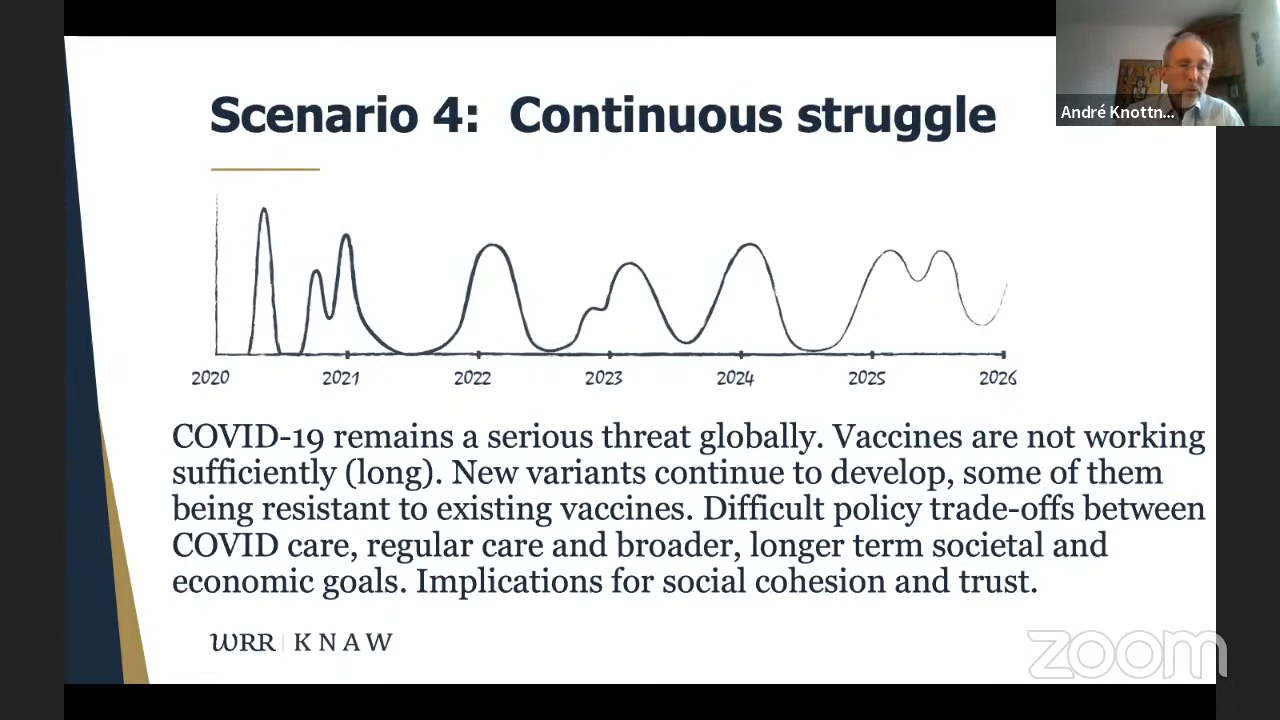 Scenario 4: Continuous struggle
André Knottn...
2020 2021 2022 2023 2024 2025 2026
COVID-19 remains a serious threat globally. Vaccines are not working
sufficiently (long). New variants continue to develop, some of them
being resistant to existing vaccines. Difficult policy trade-offs between
COVID care, regular care and broader, longer term societal and
economic goals. Implications for social cohesion and trust.
WRR KNAW
zoom